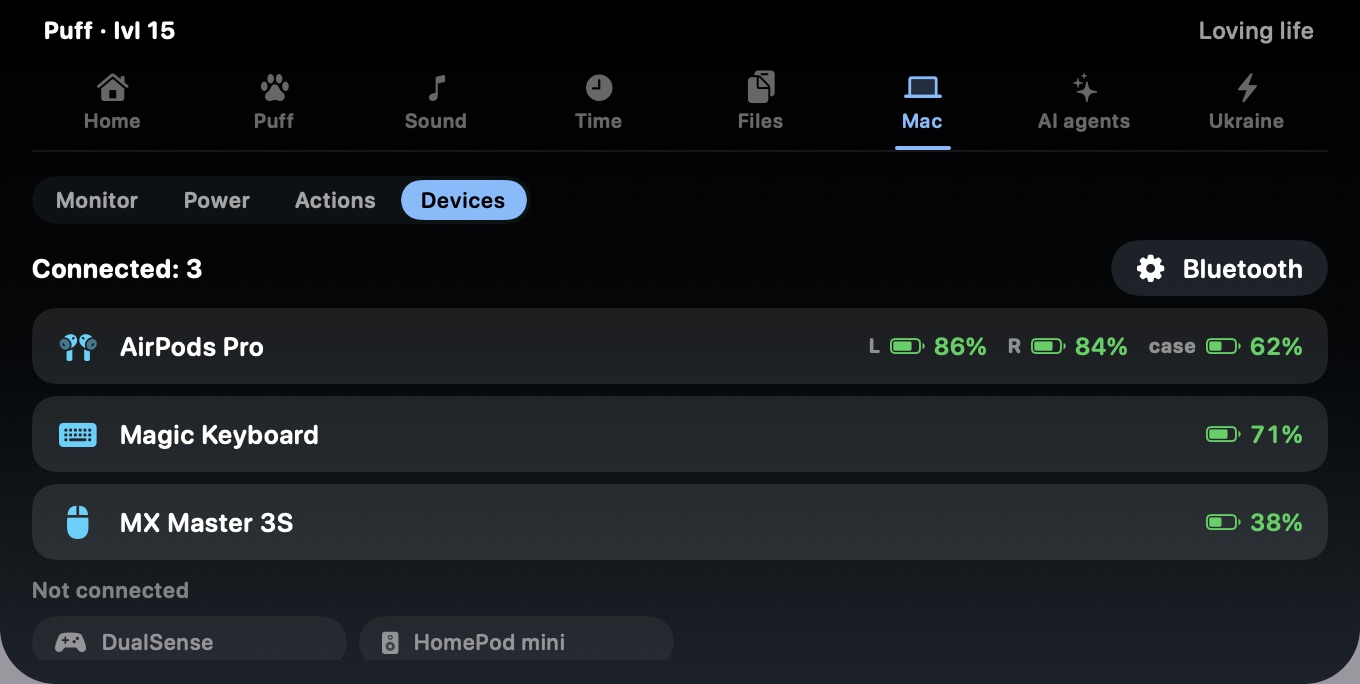 Puff · lvl 15
Loving life
Home
Puff
Sound
Time
Files
Mac
AI agents
Ukraine
Monitor
Power
Actions
Devices
Connected: 3
Bluetooth
AirPods Pro
L 86% R 84% case 62%
Magic Keyboard
71%
MX Master 3S
38%
Not connected
DualSense
HomePod mini